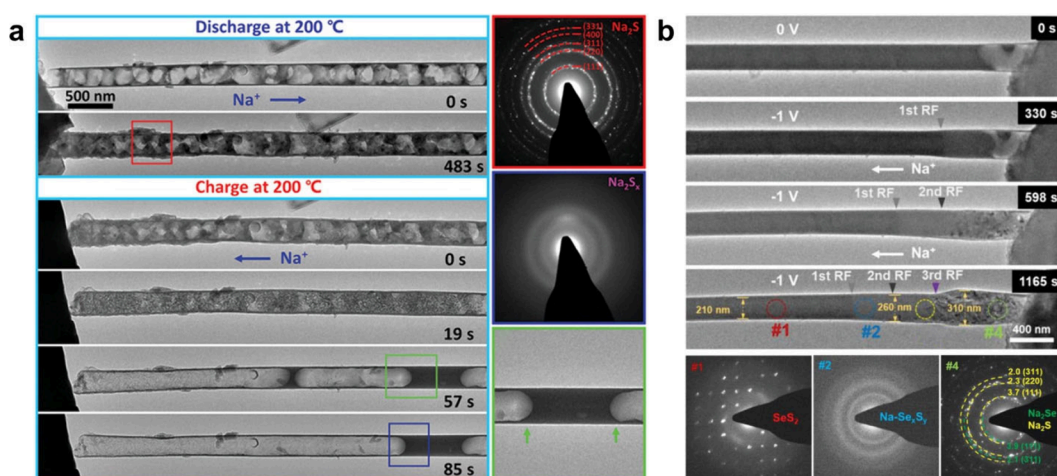 a
Discharge at 200 °C
500 nm
Na⁺
0 s
483 s
Charge at 200 °C
0 s
Na⁺
19 s
57 s
85 s
Na₂S
(331)
(400)
(311)
(220)
(111)
Na₂Sₓ
b
0 V
0 s
-1 V
330 s
1st RF
Na⁺
-1 V
598 s
1st RF
2nd RF
Na⁺
-1 V
1165 s
1st RF
2nd RF
3rd RF
210 nm
260 nm
310 nm
#1
#2
#4
400 nm
#1
SeS₂
#2
Na-SeₓSᵧ
#4
2.0 (311)
2.3 (220)
3.7 (111)
Na₂Se
Na₂S